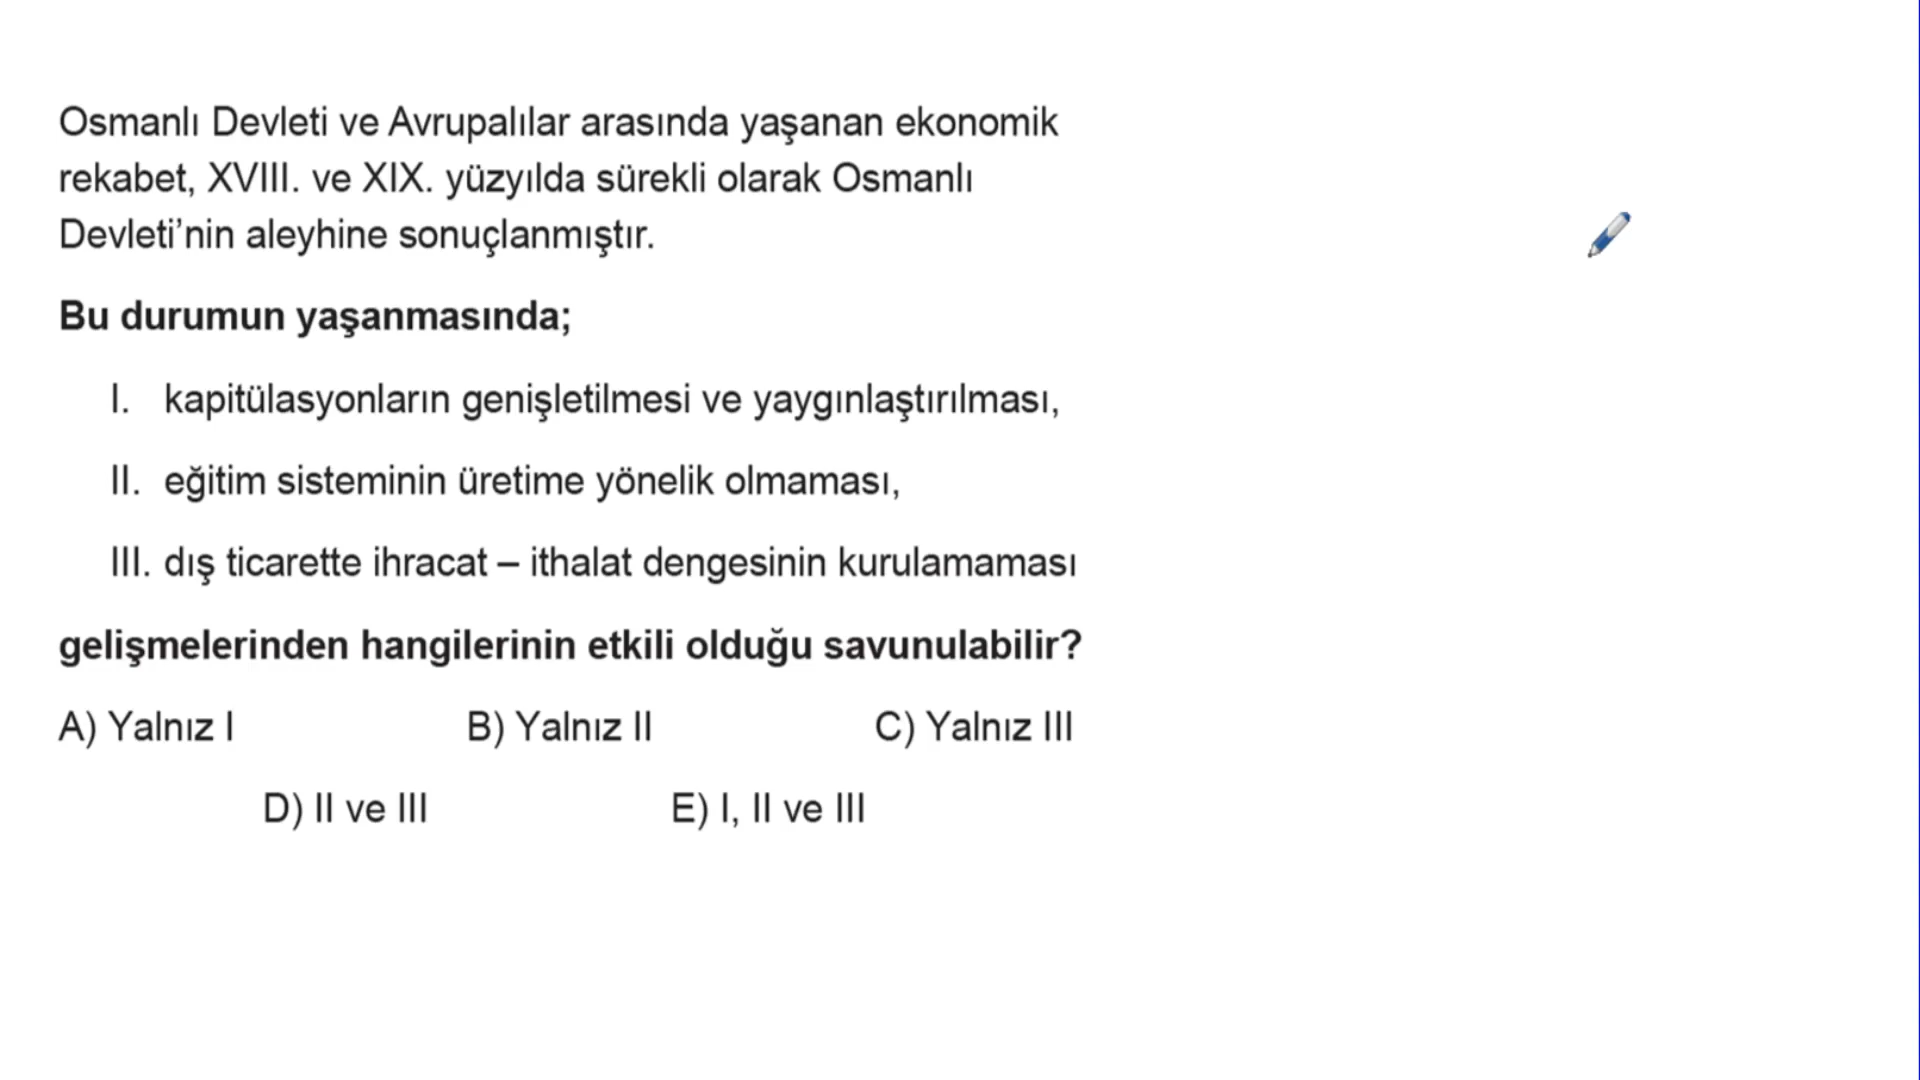 Osmanlı Devleti ve Avrupalılar arasında yaşanan ekonomik
rekabet, XVIII. ve XIX. yüzyılda sürekli olarak Osmanlı
Devleti’nin aleyhine sonuçlanmıştır.
Bu durumun yaşanmasında;
I. kapitülasyonların genişletilmesi ve yaygınlaştırılması,
II. eğitim sisteminin üretime yönelik olmaması,
III. dış ticarette ihracat – ithalat dengesinin kurulamaması
gelişmelerinden hangilerinin etkili olduğu savunulabilir?
A) Yalnız I B) Yalnız II C) Yalnız III
D) II ve III E) I, II ve III